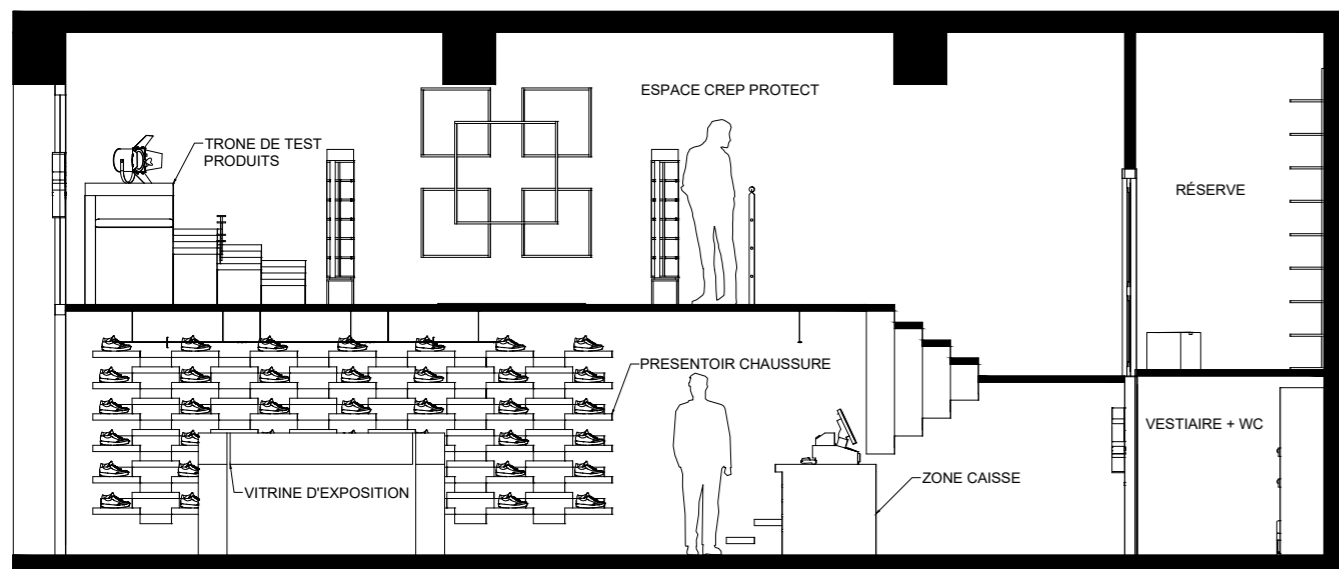 ESPACE CREP PROTECT
TRONE DE TEST
PRODUITS
RÉSERVE
PRESENTOIR CHAUSSURE
VESTIAIRE + WC
VITRINE D'EXPOSITION
ZONE CAISSE